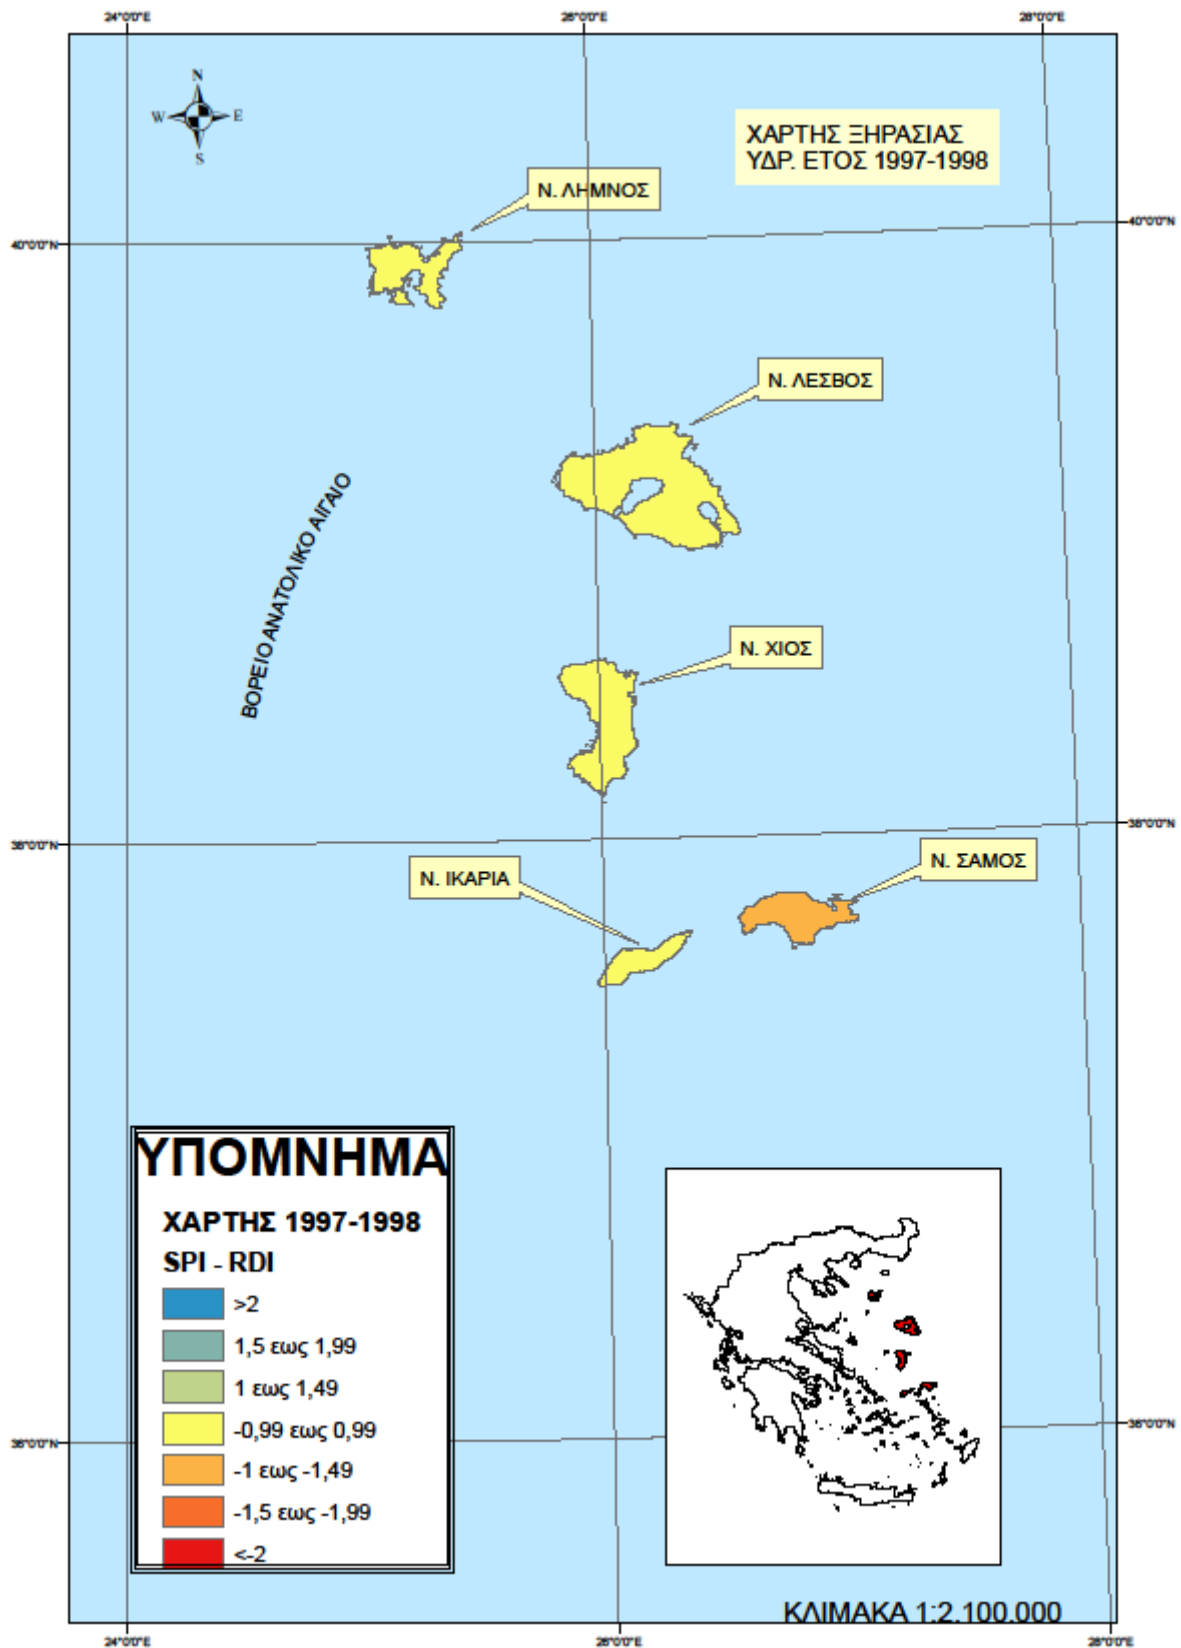 24°0'0"E 26°0'0"E 28°0'0"E
N
W E
S
ΧΑΡΤΗΣ ΞΗΡΑΣΙΑΣ
ΥΔΡ. ΕΤΟΣ 1997-1998
Ν. ΛΗΜΝΟΣ
40°0'0"N 40°0'0"N
Ν. ΛΕΣΒΟΣ
ΒΟΡΕΙΟ ΑΝΑΤΟΛΙΚΟ ΑΙΓΑΙΟ
Ν. ΧΙΟΣ
38°0'0"N 38°0'0"N
Ν. ΙΚΑΡΙΑ
Ν. ΣΑΜΟΣ
ΥΠΟΜΝΗΜΑ
ΧΑΡΤΗΣ 1997-1998
SPI - RDI
>2
1,5 εως 1,99
1 εως 1,49
-0,99 εως 0,99
-1 εως -1,49
-1,5 εως -1,99
<-2
36°0'0"N 36°0'0"N
ΚΛΙΜΑΚΑ 1:2.100.000
24°0'0"E 26°0'0"E 28°0'0"E